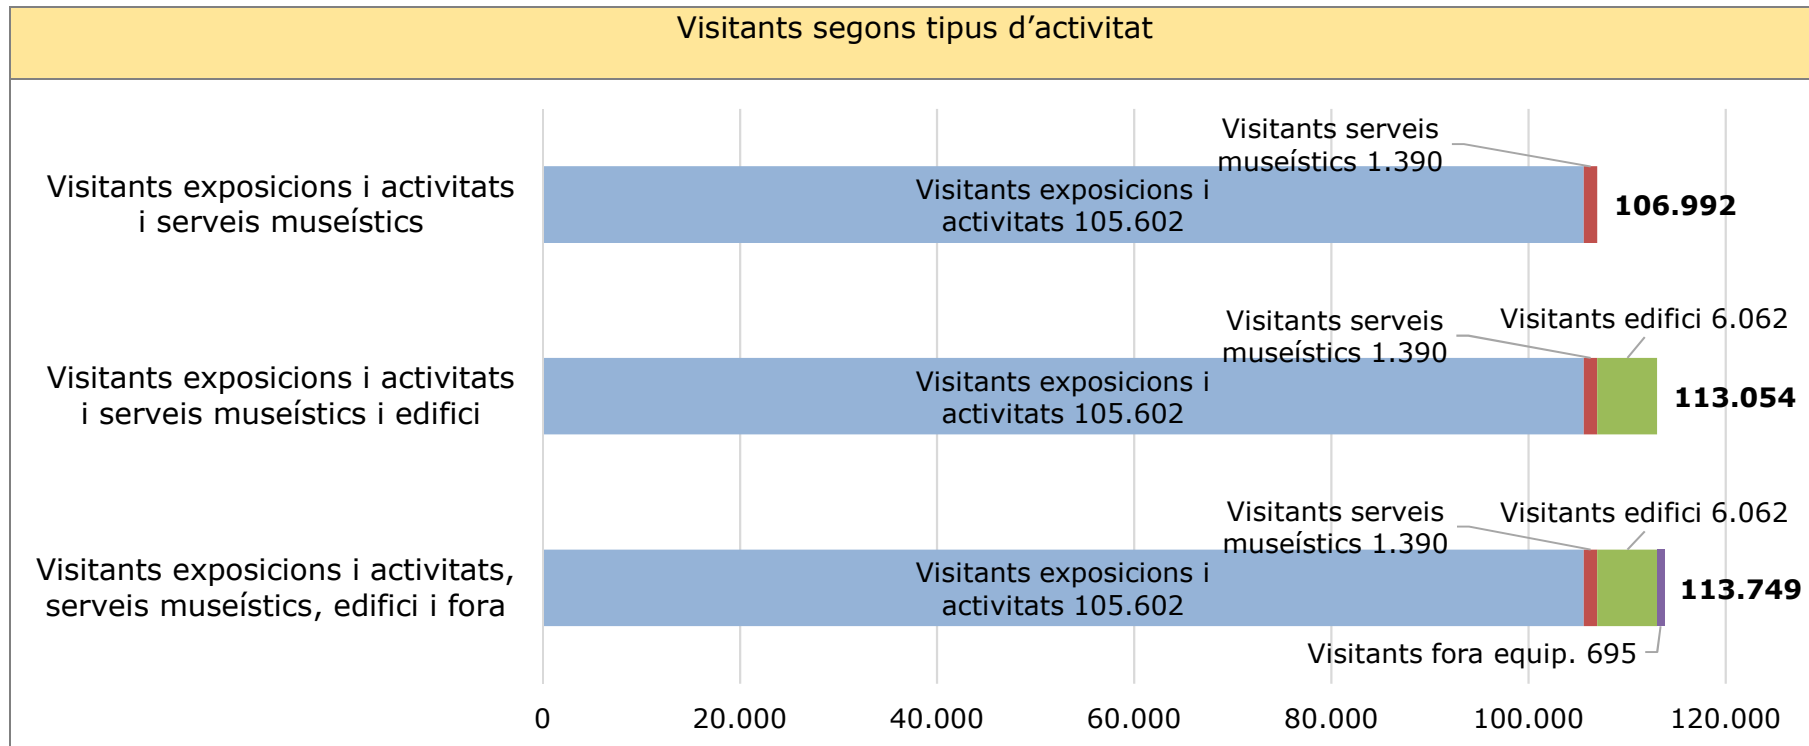 Visitants segons tipus d’activitat
Visitants exposicions i activitats
i serveis museístics
Visitants serveis
museístics 1.390
Visitants exposicions i
activitats 105.602
106.992
Visitants exposicions i activitats
i serveis museístics i edifici
Visitants serveis
museístics 1.390
Visitants edifici 6.062
Visitants exposicions i
activitats 105.602
113.054
Visitants exposicions i activitats,
serveis museístics, edifici i fora
Visitants serveis
museístics 1.390
Visitants edifici 6.062
Visitants exposicions i
activitats 105.602
113.749
Visitants fora equip. 695
0 20.000 40.000 60.000 80.000 100.000 120.000